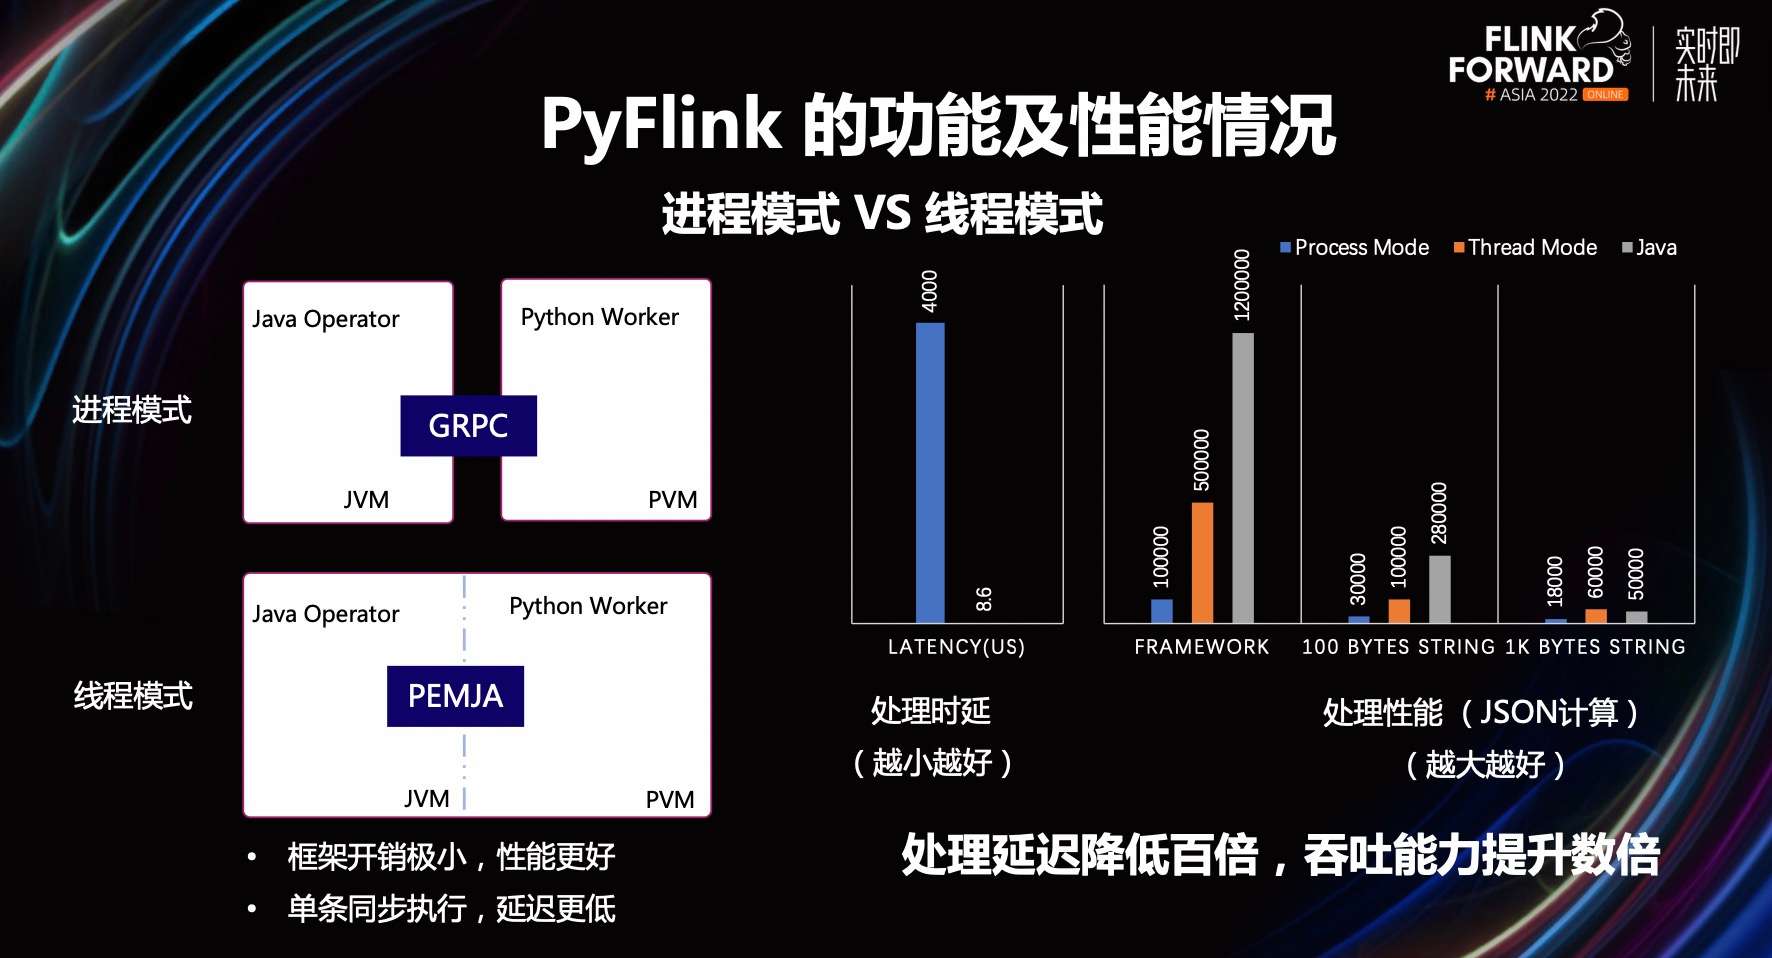 FLINK
FORWARD
# ASIA 2022 ONLINE
实时即
未来
PyFlink 的功能及性能情况
进程模式 VS 线程模式
进程模式
Java Operator
Python Worker
GRPC
JVM
PVM
线程模式
Java Operator
Python Worker
PEMJA
JVM
PVM
• 框架开销极小，性能更好
• 单条同步执行，延迟更低
Process Mode Thread Mode Java
4000
8.6
LATENCY(US)
100000
500000
1200000
FRAMEWORK
30000
100000
280000
100 BYTES STRING
18000
60000
50000
1K BYTES STRING
处理时延
（越小越好）
处理性能（JSON计算）
（越大越好）
处理延迟降低百倍，吞吐能力提升数倍